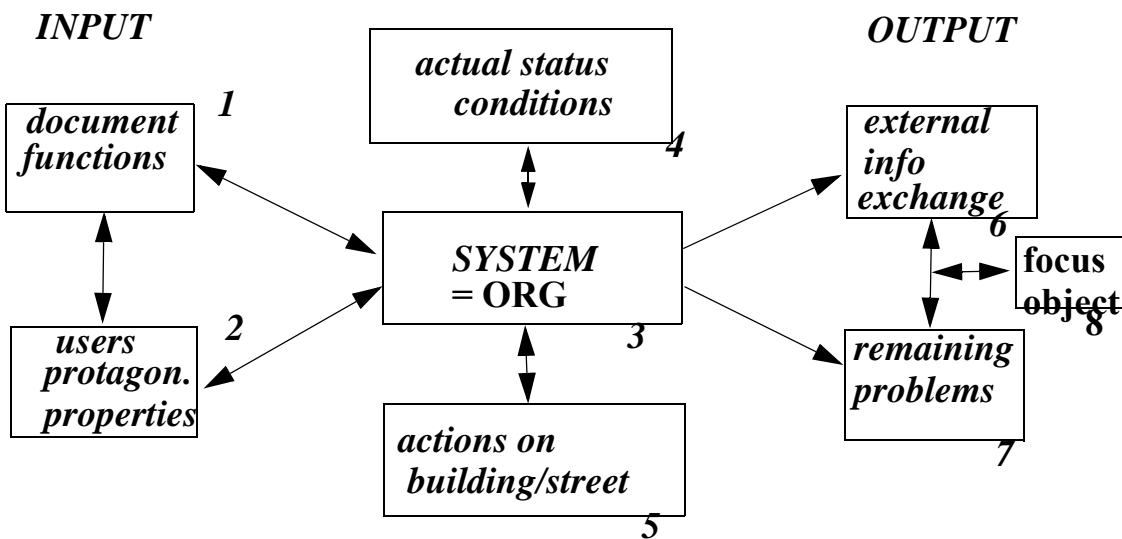 INPUT
OUTPUT
actual status
conditions
4
1
document
functions
external
info
exchange
6
SYSTEM
= ORG
3
focus
object
8
2
users
protagon.
properties
remaining
problems
7
actions on
building/street
5